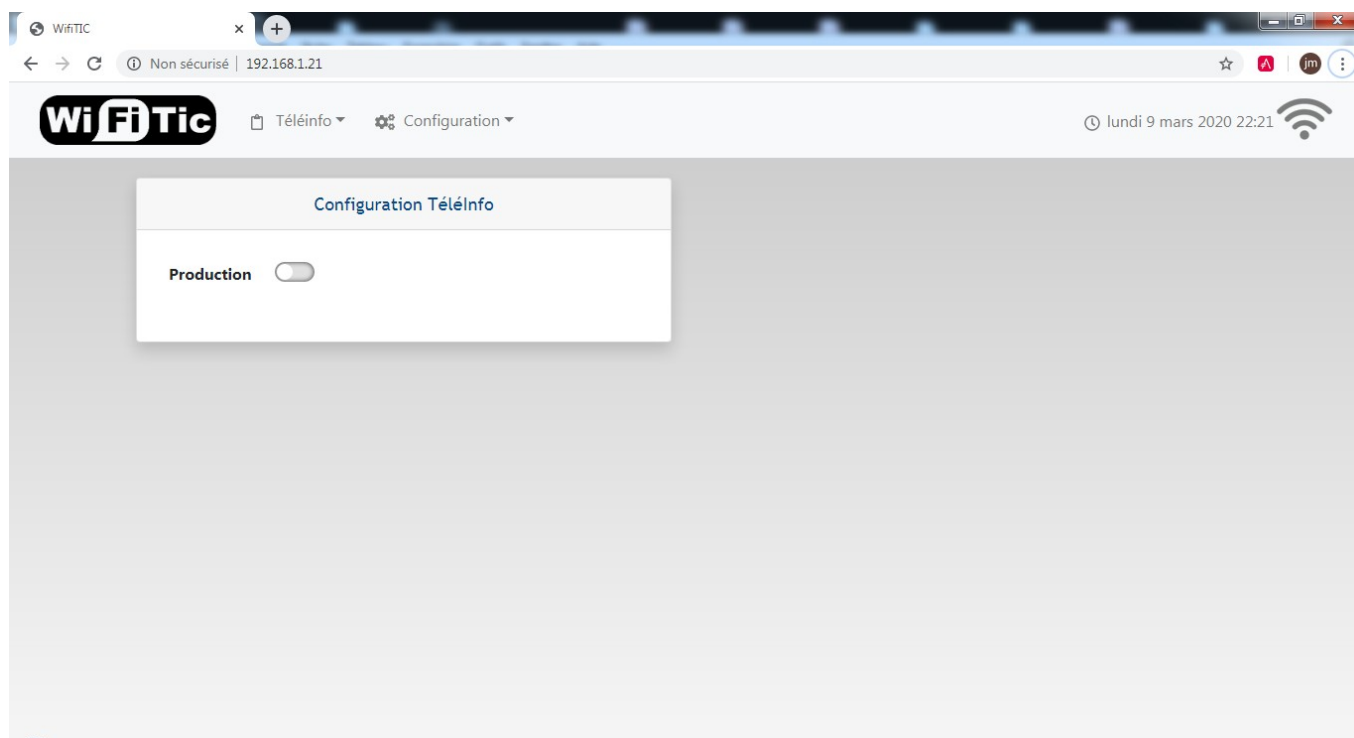 WifiTIC
Non sécurisé | 192.168.1.21
jm
WiFiTic
Téléinfo
Configuration
lundi 9 mars 2020 22:21
Configuration TéléInfo
Production